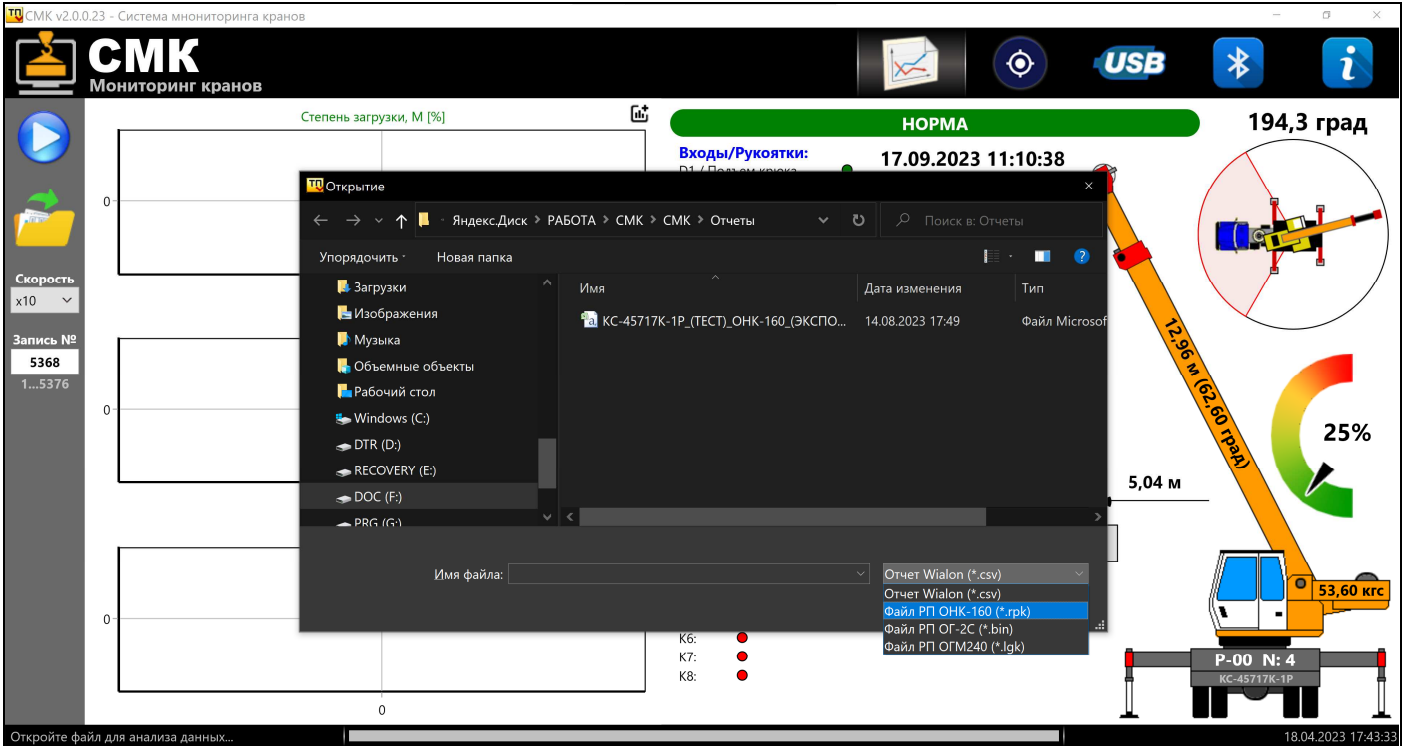 СМК v2.0.0.23 - Система мнониторинга кранов
СМК
Мониторинг кранов
USB
Степень загрузки, М [%]
НОРМА
194,3 град
Входы/Рукоятки:
17.09.2023 11:10:38
D1 / Подъем крюка
Открытие
Яндекс.Диск > РАБОТА > СМК > СМК > Отчеты
Поиск в: Отчеты
Упорядочить
Новая папка
Скорость
x10
Запись №
5368
1...5376
Загрузки
Изображения
Музыка
Объемные объекты
Рабочий стол
Windows (C:)
DTR (D:)
RECOVERY (E:)
DOC (F:)
PRG (G:)
Имя
Дата изменения
Тип
КС-45717К-1Р_(ТЕСТ)_ОНК-160_(ЭКСПО...
14.08.2023 17:49
Файл Microsof
0
0
0
0
12,96 м (62,60 град)
25%
5,04 м
Имя файла:
Отчет Wialon (*.csv)
Отчет Wialon (*.csv)
Файл РП ОНК-160 (*.rpk)
Файл РП ОГ-2С (*.bin)
Файл РП ОГМ240 (*.lgk)
53,60 кгс
K6:
K7:
K8:
P-00 N: 4
КС-45717К-1Р
Откройте файл для анализа данных...
18.04.2023 17:43:33